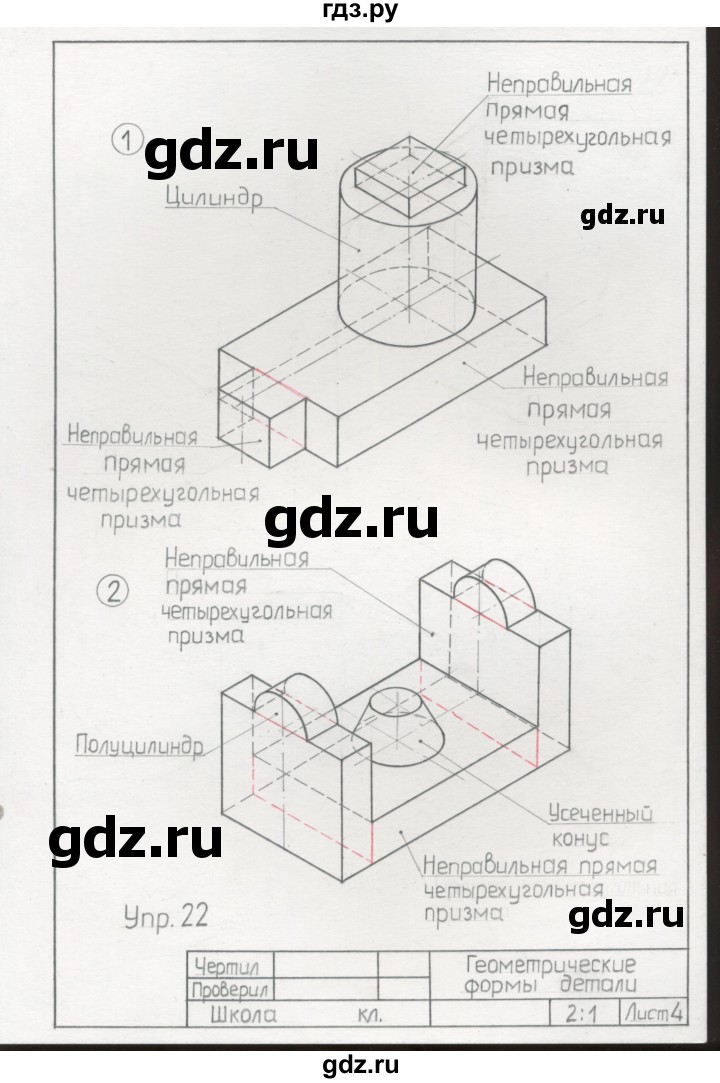 гдз.ру
Неправильная
прямая
четырехугольная
призма
1
gdz.ru
Цилиндр
gdz.ru
Неправильная
прямая
четырехугольная
призма
Неправильная
прямая
четырехугольная
призма
gdz.ru
Неправильная
прямая
четырехугольная
призма
2
Полуцилиндр
Усеченный
конус
gdz.ru
Неправильная прямая
четырехугольная
призма
gdz.ru
Упр. 22
Чертил
Геометрические
формы детали
Проверил
Школа кл.
2:1
Лист 4
gdz.ru